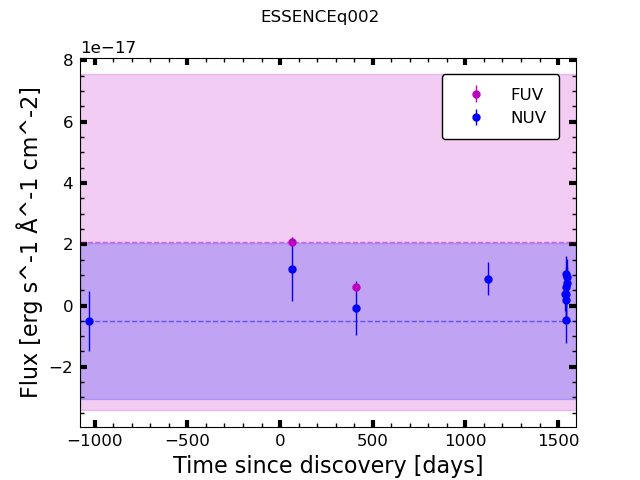 ESSENCEq002
1e−17
8
6
4
2
0
−2
Flux [erg s^-1 Å^-1 cm^-2]
FUV
NUV
−1000
−500
0
500
1000
1500
Time since discovery [days]